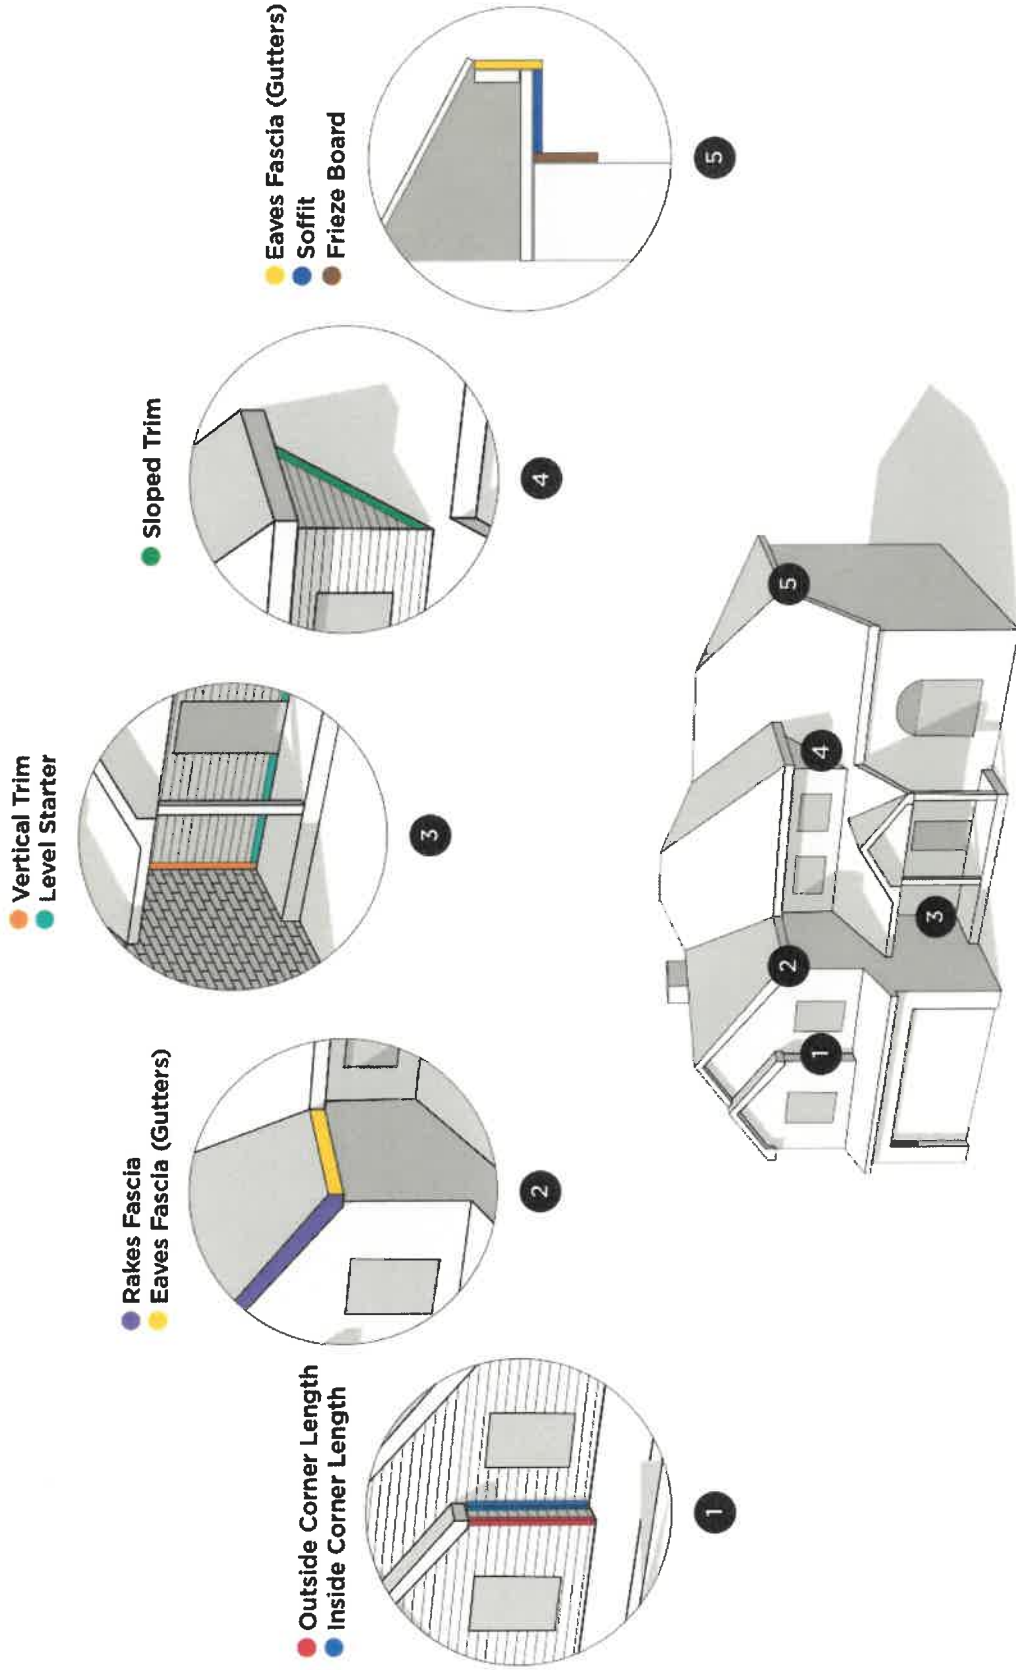 Outside Corner Length
Inside Corner Length
1
Rakes Fascia
Eaves Fascia (Gutters)
2
Vertical Trim
Level Starter
3
Sloped Trim
4
Eaves Fascia (Gutters)
Soffit
Frieze Board
5
1
2
3
4
5